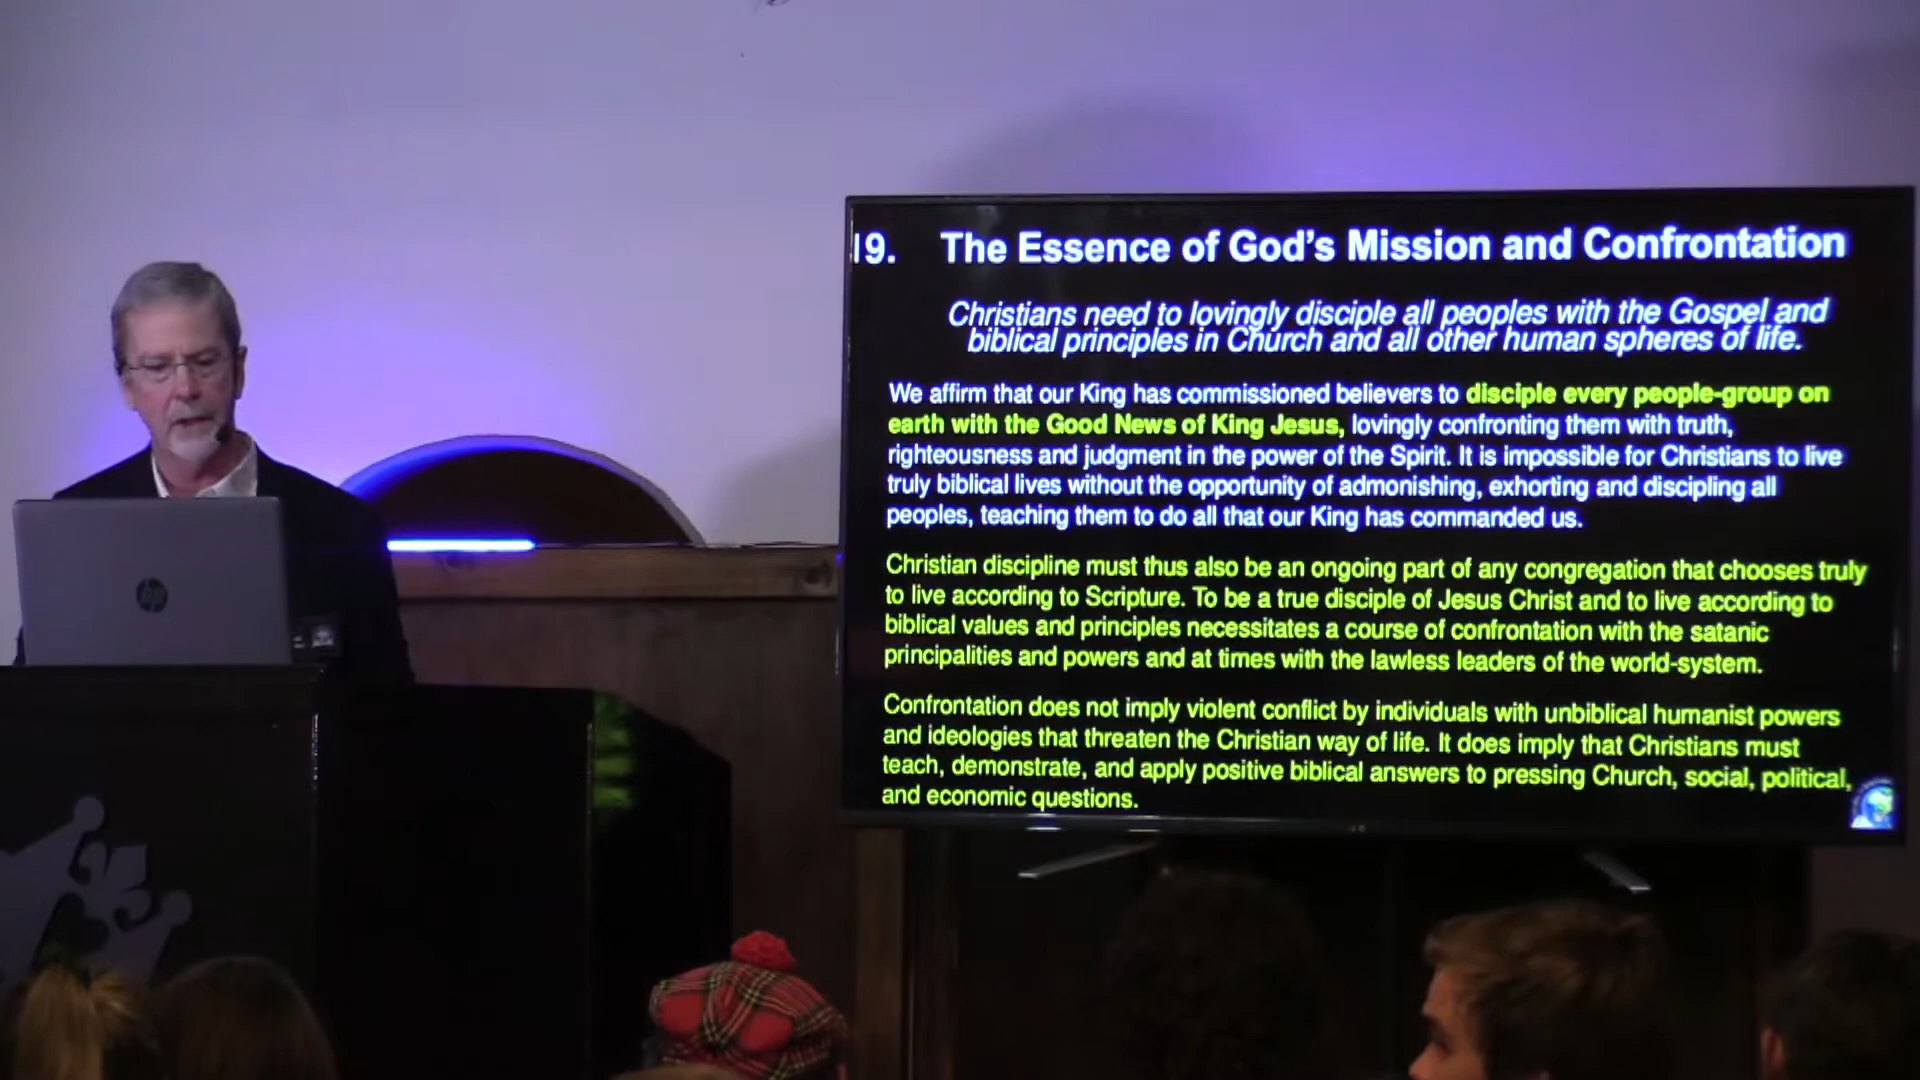 19. The Essence of God's Mission and Confrontation
Christians need to lovingly disciple all peoples with the Gospel and
biblical principles in Church and all other human spheres of life.
We affirm that our King has commissioned believers to disciple every people-group on
earth with the Good News of King Jesus, lovingly confronting them with truth,
righteousness and judgment in the power of the Spirit. It is impossible for Christians to live
truly biblical lives without the opportunity of admonishing, exhorting and discipling all
peoples, teaching them to do all that our King has commanded us.
Christian discipline must thus also be an ongoing part of any congregation that chooses truly
to live according to Scripture. To be a true disciple of Jesus Christ and to live according to
biblical values and principles necessitates a course of confrontation with the satanic
principalities and powers and at times with the lawless leaders of the world-system.
Confrontation does not imply violent conflict by individuals with unbiblical humanist powers
and ideologies that threaten the Christian way of life. It does imply that Christians must
teach, demonstrate, and apply positive biblical answers to pressing Church, social, political,
and economic questions.
hp